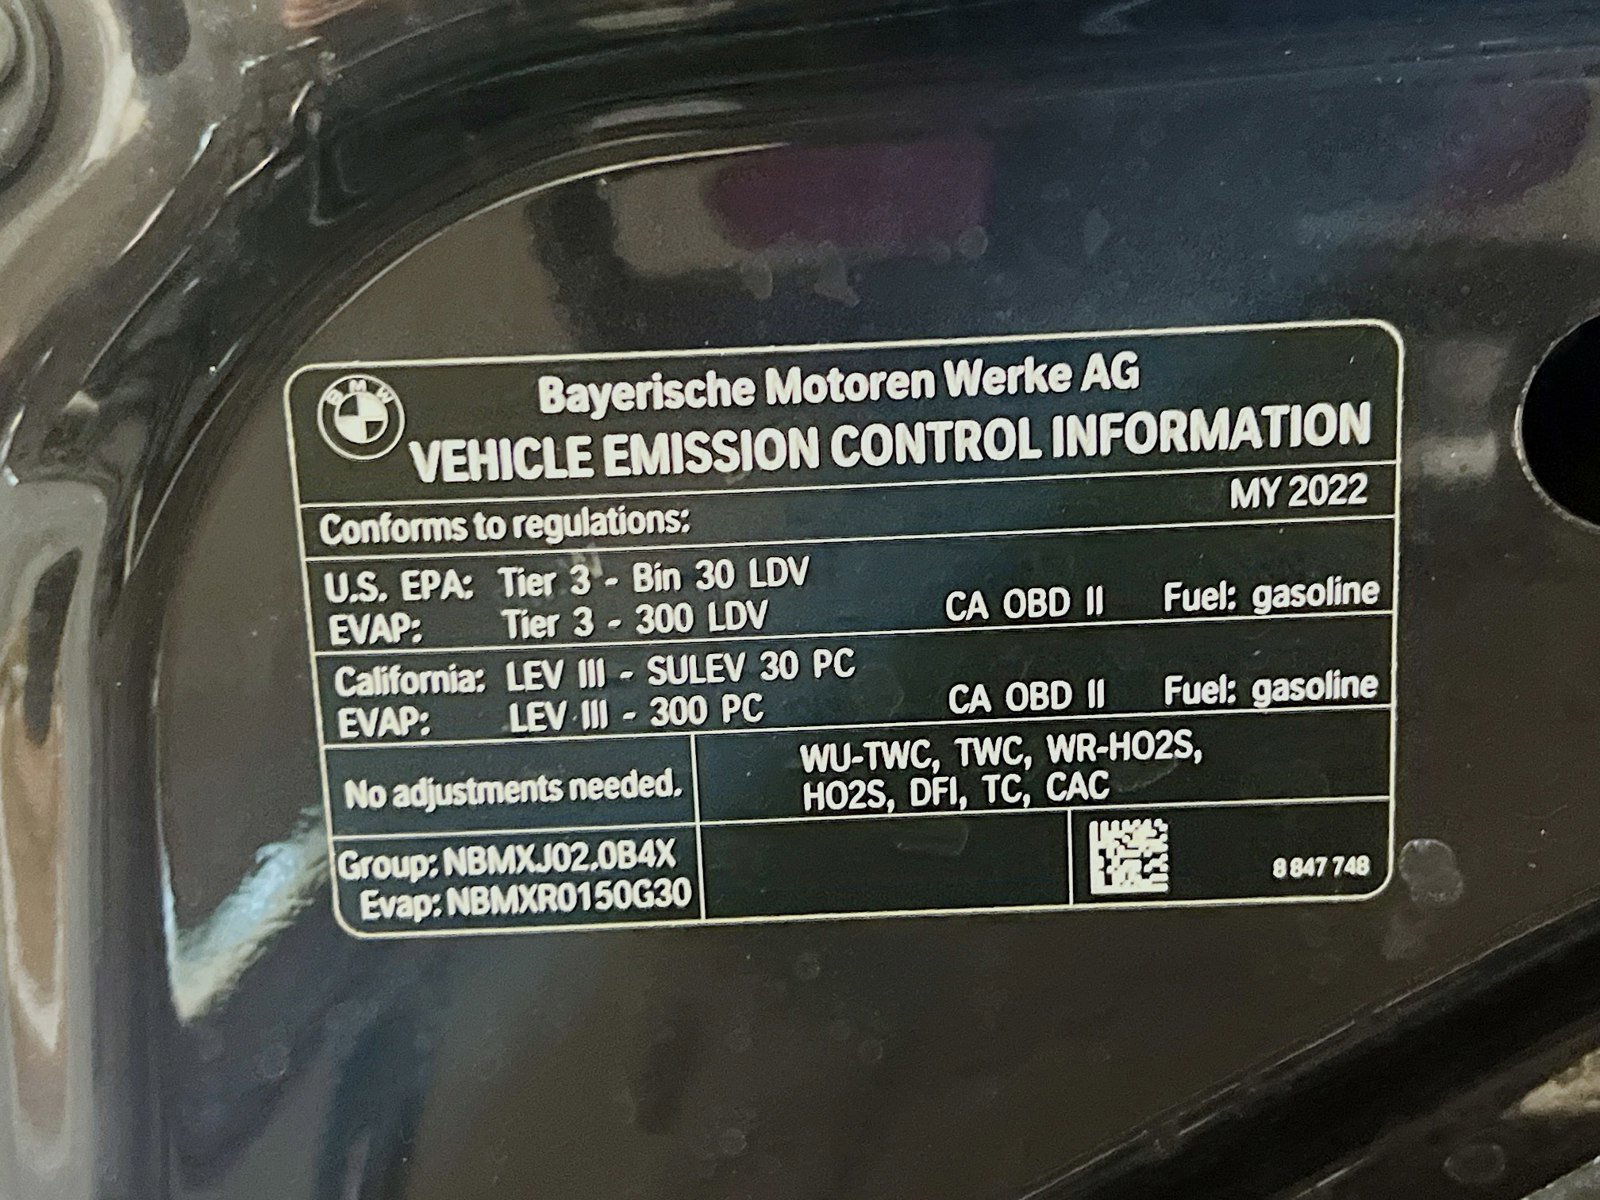 BMW
Bayerische Motoren Werke AG
VEHICLE EMISSION CONTROL INFORMATION
Conforms to regulations: MY 2022
U.S. EPA: Tier 3 - Bin 30 LDV
EVAP: Tier 3 - 300 LDV CA OBD II Fuel: gasoline
California: LEV III - SULEV 30 PC
EVAP: LEV III - 300 PC CA OBD II Fuel: gasoline
No adjustments needed.
WU-TWC, TWC, WR-HO2S,
HO2S, DFI, TC, CAC
Group: NBMXJ02.0B4X
Evap: NBMXR0150G30
8 847 748